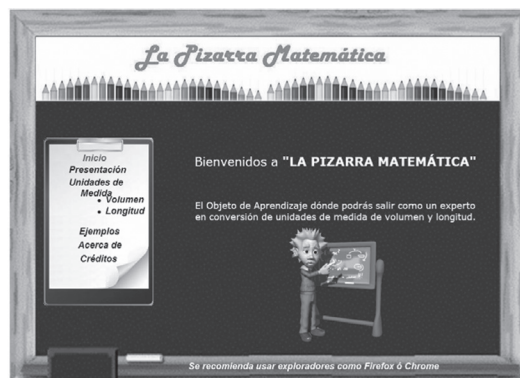 La Pizarra Matemática
Inicio
Presentación
Unidades de
Medida
• Volumen
• Longitud
Ejemplos
Acerca de
Créditos
Bienvenidos a "LA PIZARRA MATEMÁTICA"
El Objeto de Aprendizaje dónde podrás salir como un experto
en conversión de unidades de medida de volumen y longitud.
Se recomienda usar exploradores como Firefox ó Chrome